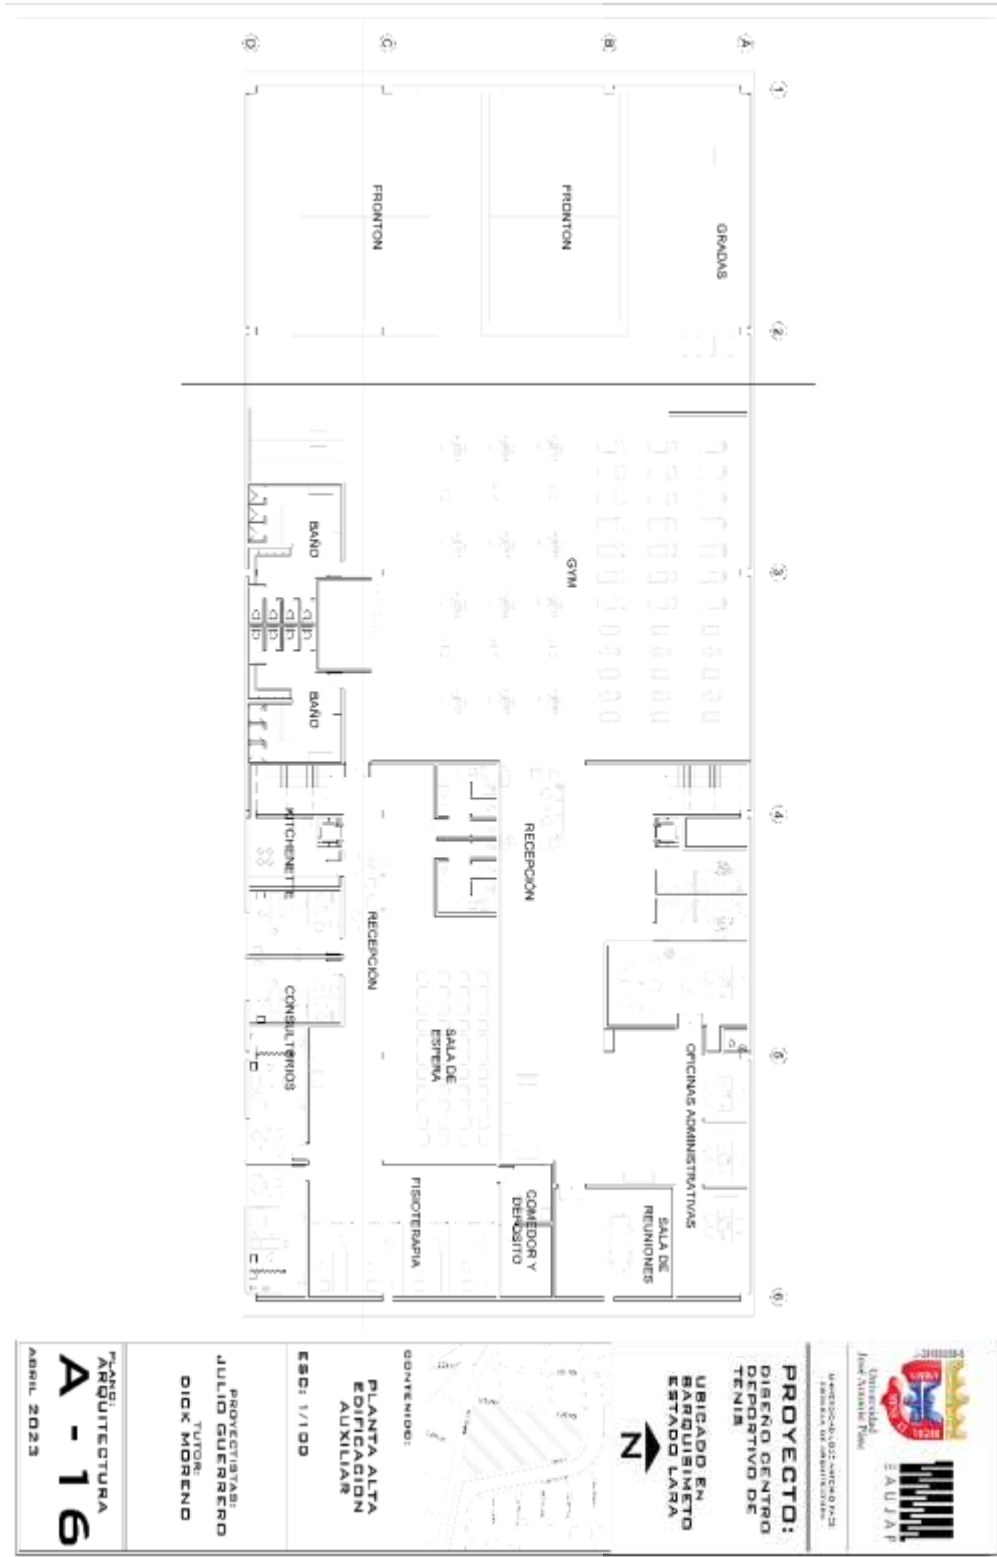 D
C
B
A
1
2
3
4
5
6
FRONTON
FRONTON
GRADAS
BAÑO
GYM
BAÑO
KITCHENETTE
RECEPCIÓN
RECEPCIÓN
CONSULTORIOS
SALA DE
ESPERA
OFICINAS ADMINISTRATIVAS
FISIOTERAPIA
COMEDOR Y
DEPOSITO
SALA DE
REUNIONES
Universidad
José Antonio Páez
EAUJAP
PROYECTO:
DISEÑO CENTRO
DEPORTIVO DE
TENIS
UBICADO EN
BARQUISIMETO
ESTADO LARA
N
CONTENIDO:
PLANTA ALTA
EDIFICACION
AUXILIAR
ESC: 1/100
PROYECTISTAS:
JULIO GUERRERO
TUTOR:
DICK MORENO
PLANO:
ARQUITECTURA
A - 16
ABRIL 2023